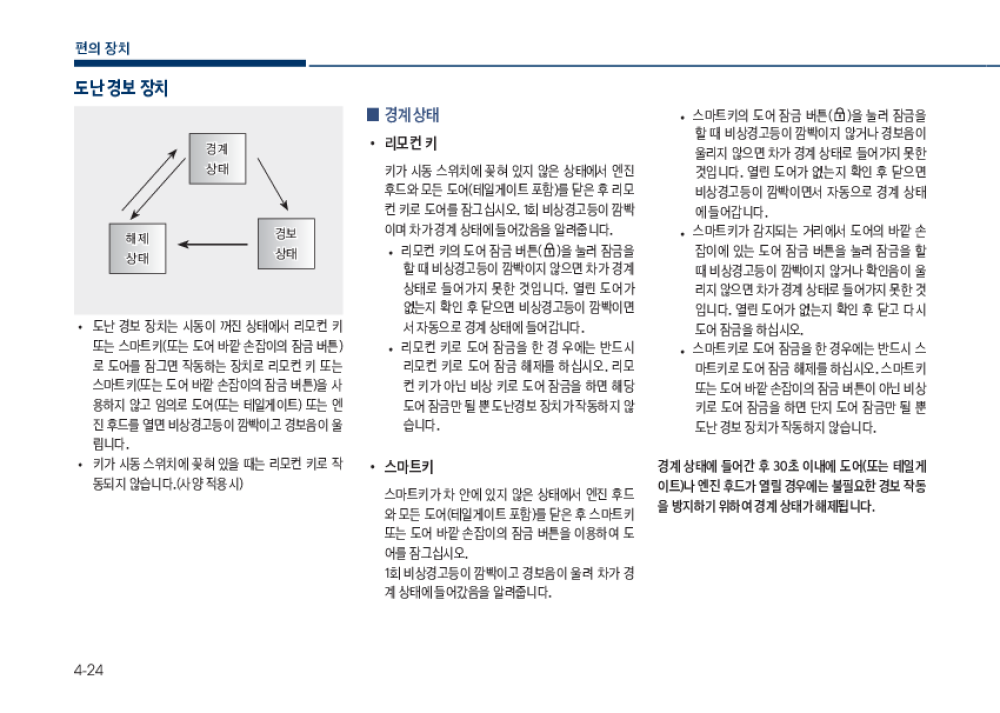 편의 장치
도난 경보 장치
경계
상태
해제
상태
경보
상태
• 도난 경보 장치는 시동이 꺼진 상태에서 리모컨 키
또는 스마트키(또는 도어 바깥 손잡이의 잠금 버튼)
로 도어를 잠그면 작동하는 장치로 리모컨 키 또는
스마트키(또는 도어 바깥 손잡이의 잠금 버튼)을 사
용하지 않고 임의로 도어(또는 테일게이트) 또는 엔
진 후드를 열면 비상경고등이 깜빡이고 경보음이 울
립니다.
• 키가 시동 스위치에 꽂혀 있을 때는 리모컨 키로 작
동되지 않습니다.(사양 적용 시)
■ 경계상태
• 리모컨 키
키가 시동 스위치에 꽂혀 있지 않은 상태에서 엔진
후드와 모든 도어(테일게이트 포함)를 닫은 후 리모
컨 키로 도어를 잠그십시오. 1회 비상경고등이 깜빡
이며 차가 경계 상태에 들어갔음을 알려줍니다.
• 리모컨 키의 도어 잠금 버튼()을 눌러 잠금을
할 때 비상경고등이 깜빡이지 않으면 차가 경계
상태로 들어가지 못한 것입니다. 열린 도어가
없는지 확인 후 닫으면 비상경고등이 깜빡이면
서 자동으로 경계 상태에 들어갑니다.
• 리모컨 키로 도어 잠금을 한 경 우에는 반드시
리모컨 키로 도어 잠금 해제를 하십시오. 리모
컨 키가 아닌 비상 키로 도어 잠금을 하면 해당
도어 잠금만 될 뿐 도난경보 장치가 작동하지 않
습니다.
• 스마트키
스마트키가 차 안에 있지 않은 상태에서 엔진 후드
와 모든 도어(테일게이트 포함)를 닫은 후 스마트키
또는 도어 바깥 손잡이의 잠금 버튼을 이용하여 도
어를 잠그십시오.
1회 비상경고등이 깜빡이고 경보음이 울려 차가 경
계 상태에 들어갔음을 알려줍니다.
• 스마트키의 도어 잠금 버튼()을 눌러 잠금을
할 때 비상경고등이 깜빡이지 않거나 경보음이
울리지 않으면 차가 경계 상태로 들어가지 못한
것입니다. 열린 도어가 없는지 확인 후 닫으면
비상경고등이 깜빡이면서 자동으로 경계 상태
에 들어갑니다.
• 스마트키가 감지되는 거리에서 도어의 바깥 손
잡이에 있는 도어 잠금 버튼을 눌러 잠금을 할
때 비상경고등이 깜빡이지 않거나 확인음이 울
리지 않으면 차가 경계 상태로 들어가지 못한 것
입니다. 열린 도어가 없는지 확인 후 닫고 다시
도어 잠금을 하십시오.
• 스마트키로 도어 잠금을 한 경우에는 반드시 스
마트키로 도어 잠금 해제를 하십시오. 스마트키
또는 도어 바깥 손잡이의 잠금 버튼이 아닌 비상
키로 도어 잠금을 하면 단지 도어 잠금만 될 뿐
도난 경보 장치가 작동하지 않습니다.
경계 상태에 들어간 후 30초 이내에 도어(또는 테일게
이트)나 엔진 후드가 열릴 경우에는 불필요한 경보 작동
을 방지하기 위하여 경계 상태가 해제됩니다.
4-24